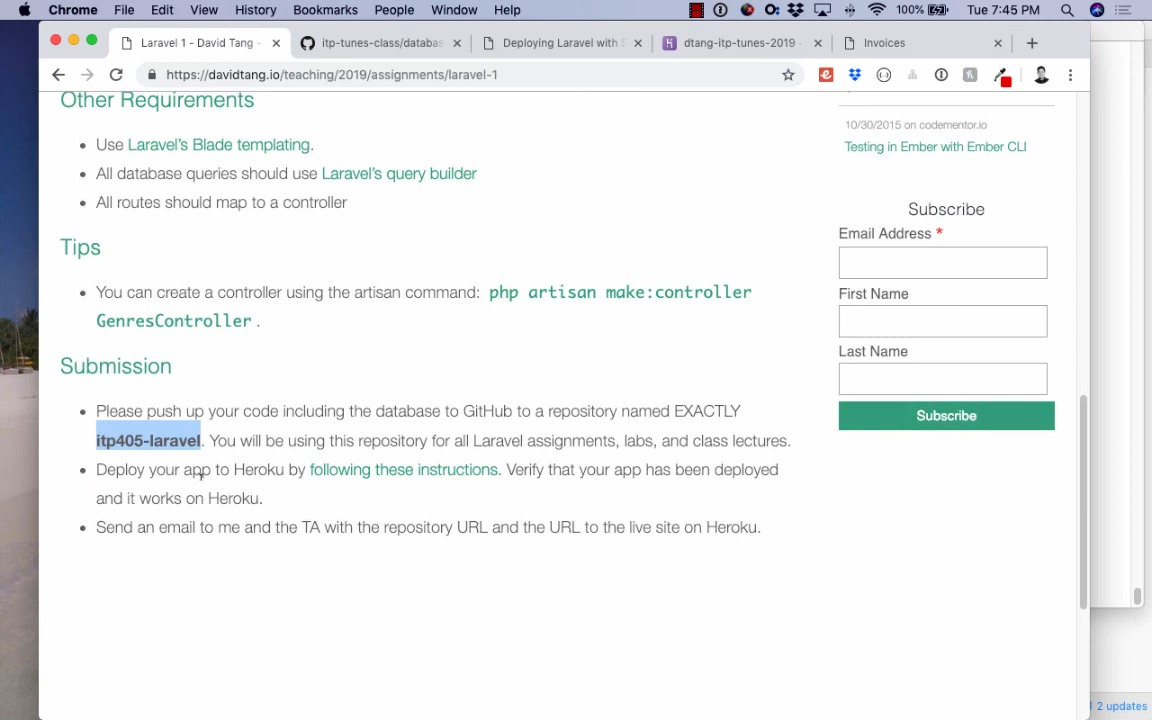 Chrome File Edit View History Bookmarks People Window Help 100% Tue 7:45 PM
Laravel 1 - David Tang -
itp-tunes-class/databas
Deploying Laravel with S
dtang-itp-tunes-2019
Invoices
https://davidtang.io/teaching/2019/assignments/laravel-1
Other Requirements
Use Laravel's Blade templating.
All database queries should use Laravel's query builder
All routes should map to a controller
Tips
You can create a controller using the artisan command: php artisan make:controller
GenresController .
Submission
Please push up your code including the database to GitHub to a repository named EXACTLY
itp405-laravel. You will be using this repository for all Laravel assignments, labs, and class lectures.
Deploy your app to Heroku by following these instructions. Verify that your app has been deployed
and it works on Heroku.
Send an email to me and the TA with the repository URL and the URL to the live site on Heroku.
10/30/2015 on codementor.io
Testing in Ember with Ember CLI
Subscribe
Email Address *
First Name
Last Name
Subscribe
2 updates